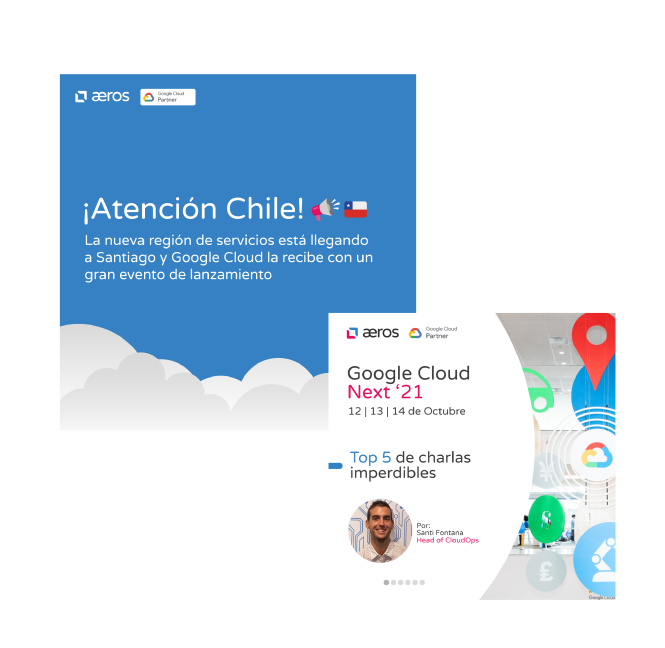 æros
Google Cloud
Partner
¡Atención Chile!
La nueva región de servicios está llegando
a Santiago y Google Cloud la recibe con un
gran evento de lanzamiento
æros
Google Cloud
Partner
Google Cloud
Next ‘21
12 | 13 | 14 de Octubre
Top 5 de charlas
imperdibles
Por:
Santi Fontana
Head of CloudOps
Google Cloud